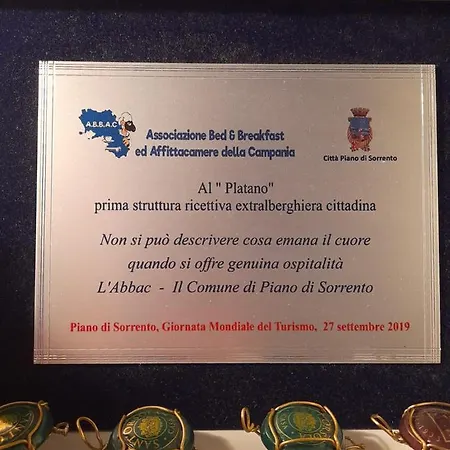 A.B.B.A.C
Associazione Bed & Breakfast
ed Affittacamere della Campania
Città Piano di Sorrento
Al " Platano"
prima struttura ricettiva extralberghiera cittadina
Non si può descrivere cosa emana il cuore
quando si offre genuina ospitalità
L'Abbac - Il Comune di Piano di Sorrento
Piano di Sorrento, Giornata Mondiale del Turismo, 27 settembre 2019